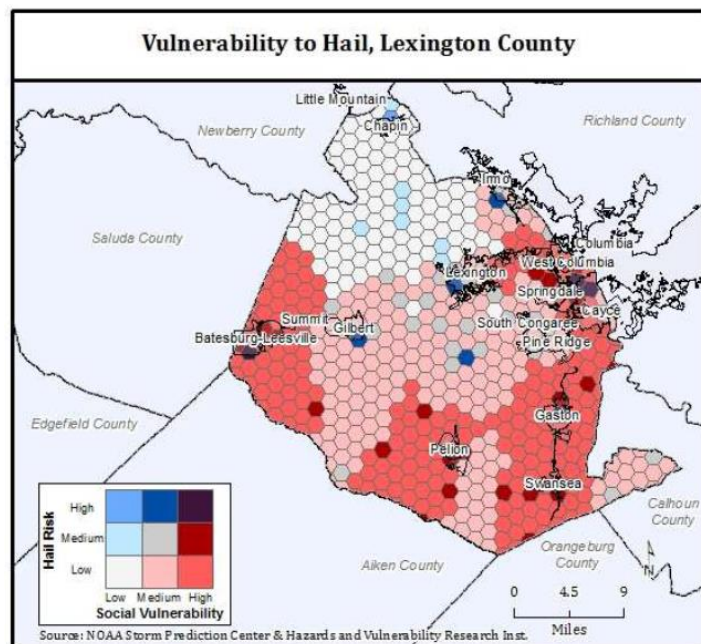 Vulnerability to Hail, Lexington County
Little Mountain
Newberry County
Chapin
Richland County
Irmo
Saluda County
Columbia
West Columbia
Lexington
Springdale
Cayce
Summit
Gilbert
South Congaree
Batesburg-Leesville
Pine Ridge
Edgefield County
Gaston
Pelion
Swansea
Calhoun
County
Orangeburg
County
Aiken County
N
Hail Risk
High
Medium
Low
Low Medium High
Social Vulnerability
0 4.5 9
Miles
Source: NOAA Storm Prediction Center & Hazards and Vulnerability Research Inst.